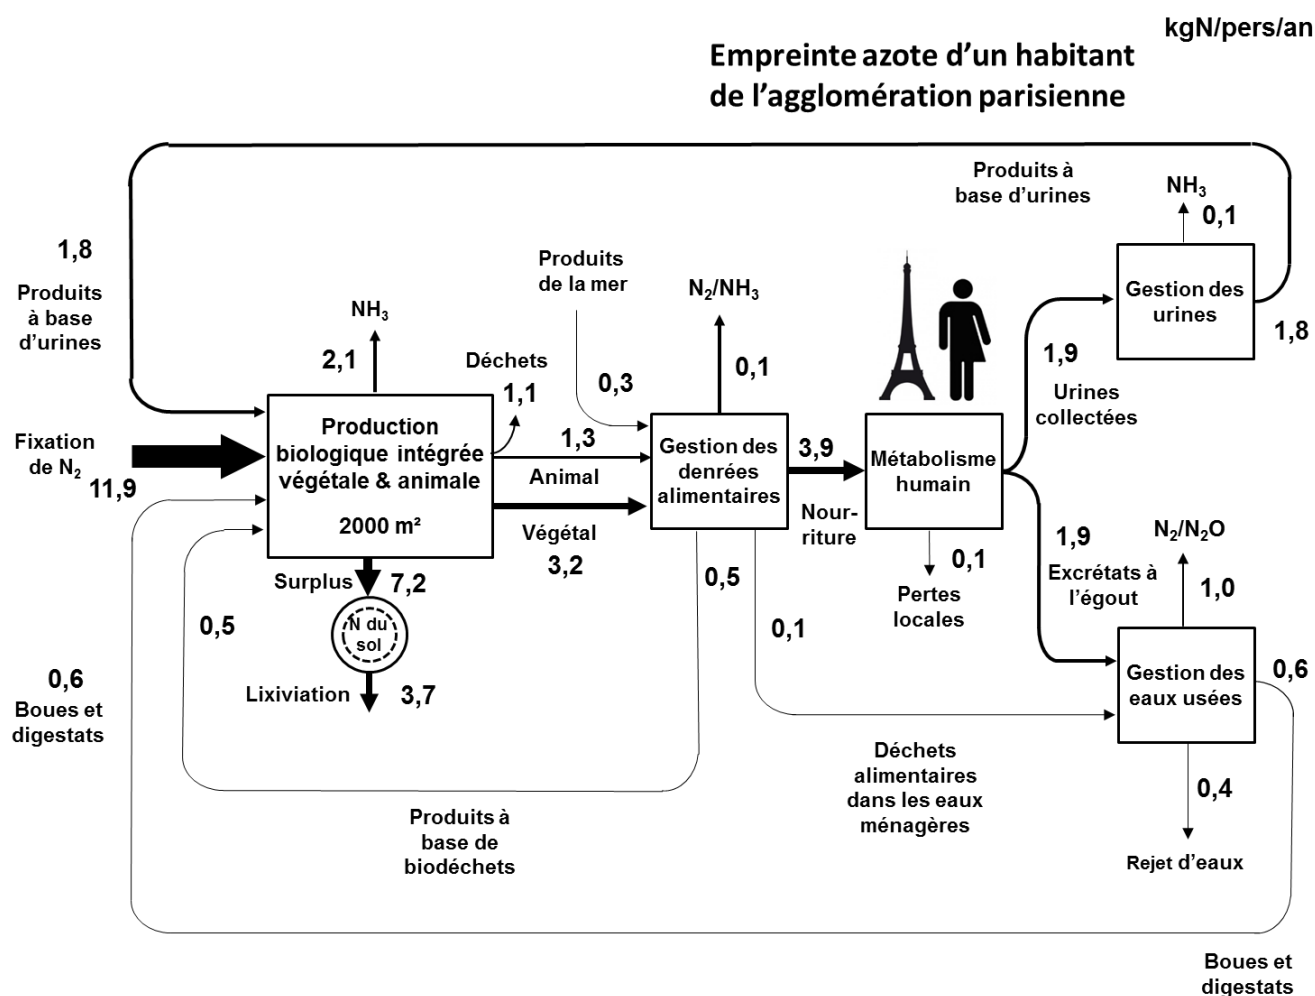 kgN/pers/an
Empreinte azote d’un habitant
de l’agglomération parisienne
Produits à
base d’urines
NH₃
0,1
Gestion des
urines
1,8
1,9
Urines
collectées
1,8
Produits
à base
d’urines
NH₃
2,1
Déchets
1,1
Produits
de la mer
0,3
N₂/NH₃
0,1
Fixation
de N₂
11,9
Production
biologique intégrée
végétale & animale
2000 m²
1,3
Animal
Végétal
3,2
Gestion des
denrées
alimentaires
3,9
Nour-
riture
Métabolisme
humain
0,1
Pertes
locales
1,9
Excrétats à
l’égout
N₂/N₂O
1,0
Surplus
7,2
N du
sol
Lixiviation
3,7
0,5
0,5
0,1
0,6
Boues et
digestats
Gestion des
eaux usées
0,6
0,4
Rejet d’eaux
Déchets
alimentaires
dans les eaux
ménagères
Produits à
base de
biodéchets
Boues et
digestats